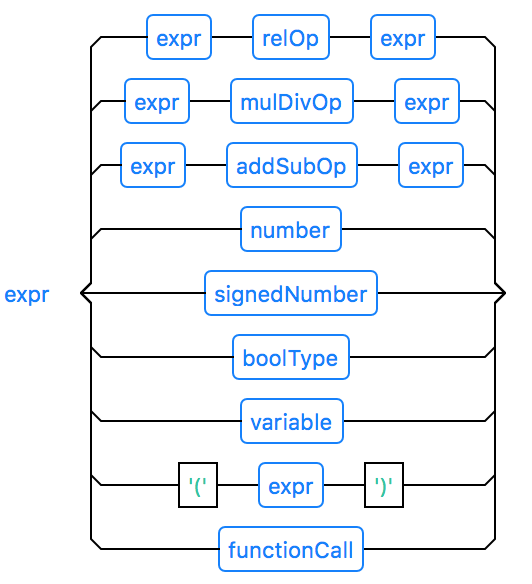 expr relOp expr
expr mulDivOp expr
expr addSubOp expr
number
expr signedNumber
boolType
variable
'(' expr ')'
functionCall